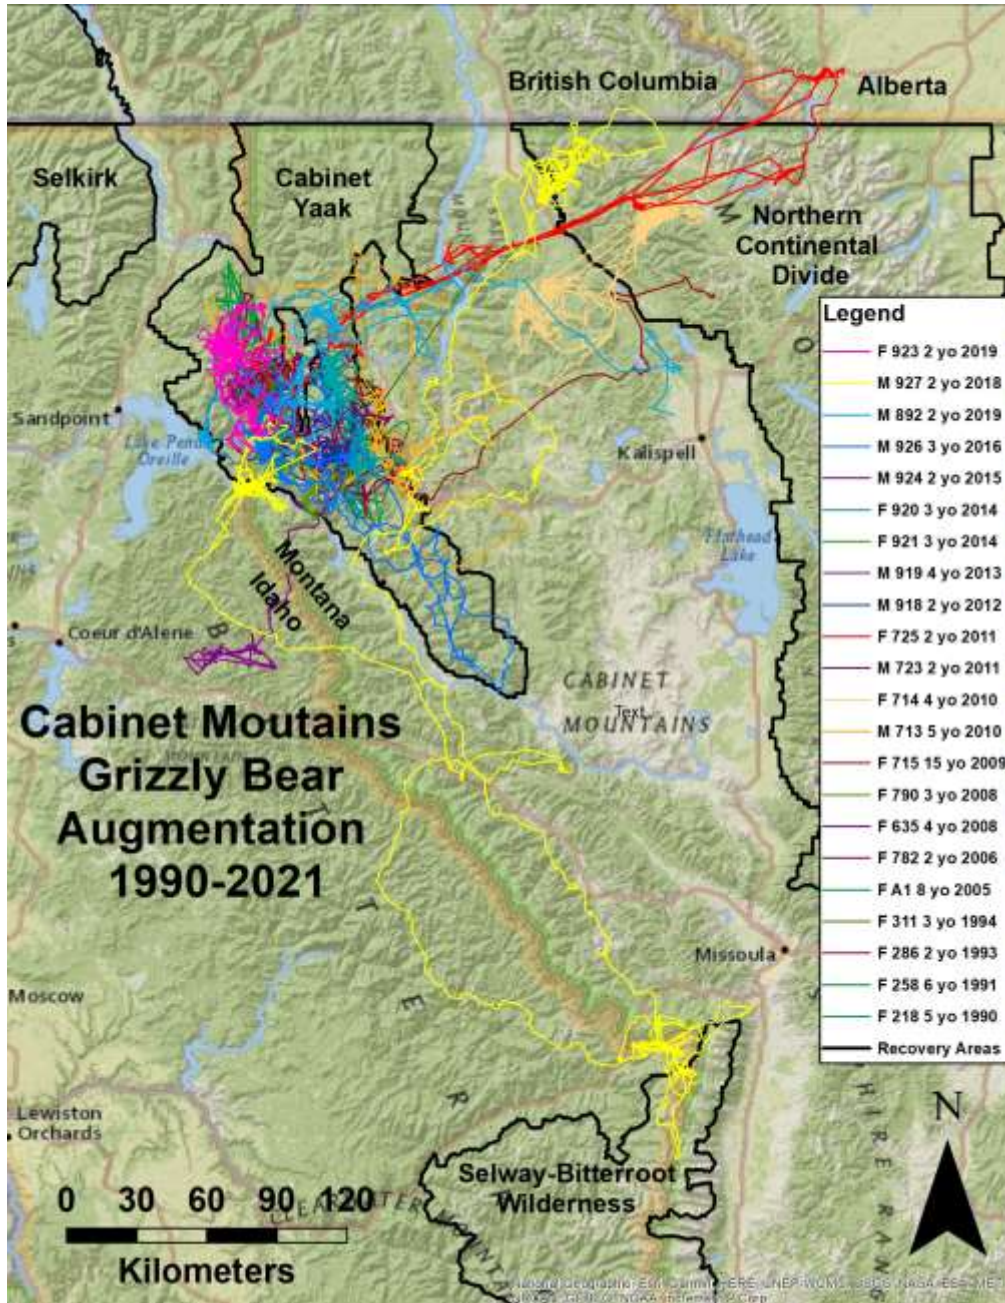 British Columbia
Alberta
Selkirk
Cabinet
Yaak
Northern
Continental
Divide
Legend
F 923 2 yo 2019
M 927 2 yo 2018
M 892 2 yo 2019
M 926 3 yo 2016
M 924 2 yo 2015
F 920 3 yo 2014
F 921 3 yo 2014
M 919 4 yo 2013
M 918 2 yo 2012
F 725 2 yo 2011
M 723 2 yo 2011
F 714 4 yo 2010
M 713 5 yo 2010
F 715 15 yo 2009
F 790 3 yo 2008
F 635 4 yo 2008
F 782 2 yo 2006
F A1 8 yo 2005
F 311 3 yo 1994
F 286 2 yo 1993
F 258 6 yo 1991
F 218 5 yo 1990
Recovery Areas
Sandpoint
Lake Pend
Oreille
Kalispell
Flathead
Lake
Montana
Idaho
Coeur d'Alene
CABINET
Text
MOUNTAINS
Cabinet Moutains
Grizzly Bear
Augmentation
1990-2021
B I T T E R
Missoula
Moscow
Lewiston
Orchards
Selway-Bitterroot
Wilderness
N
0 30 60 90 120
Kilometers